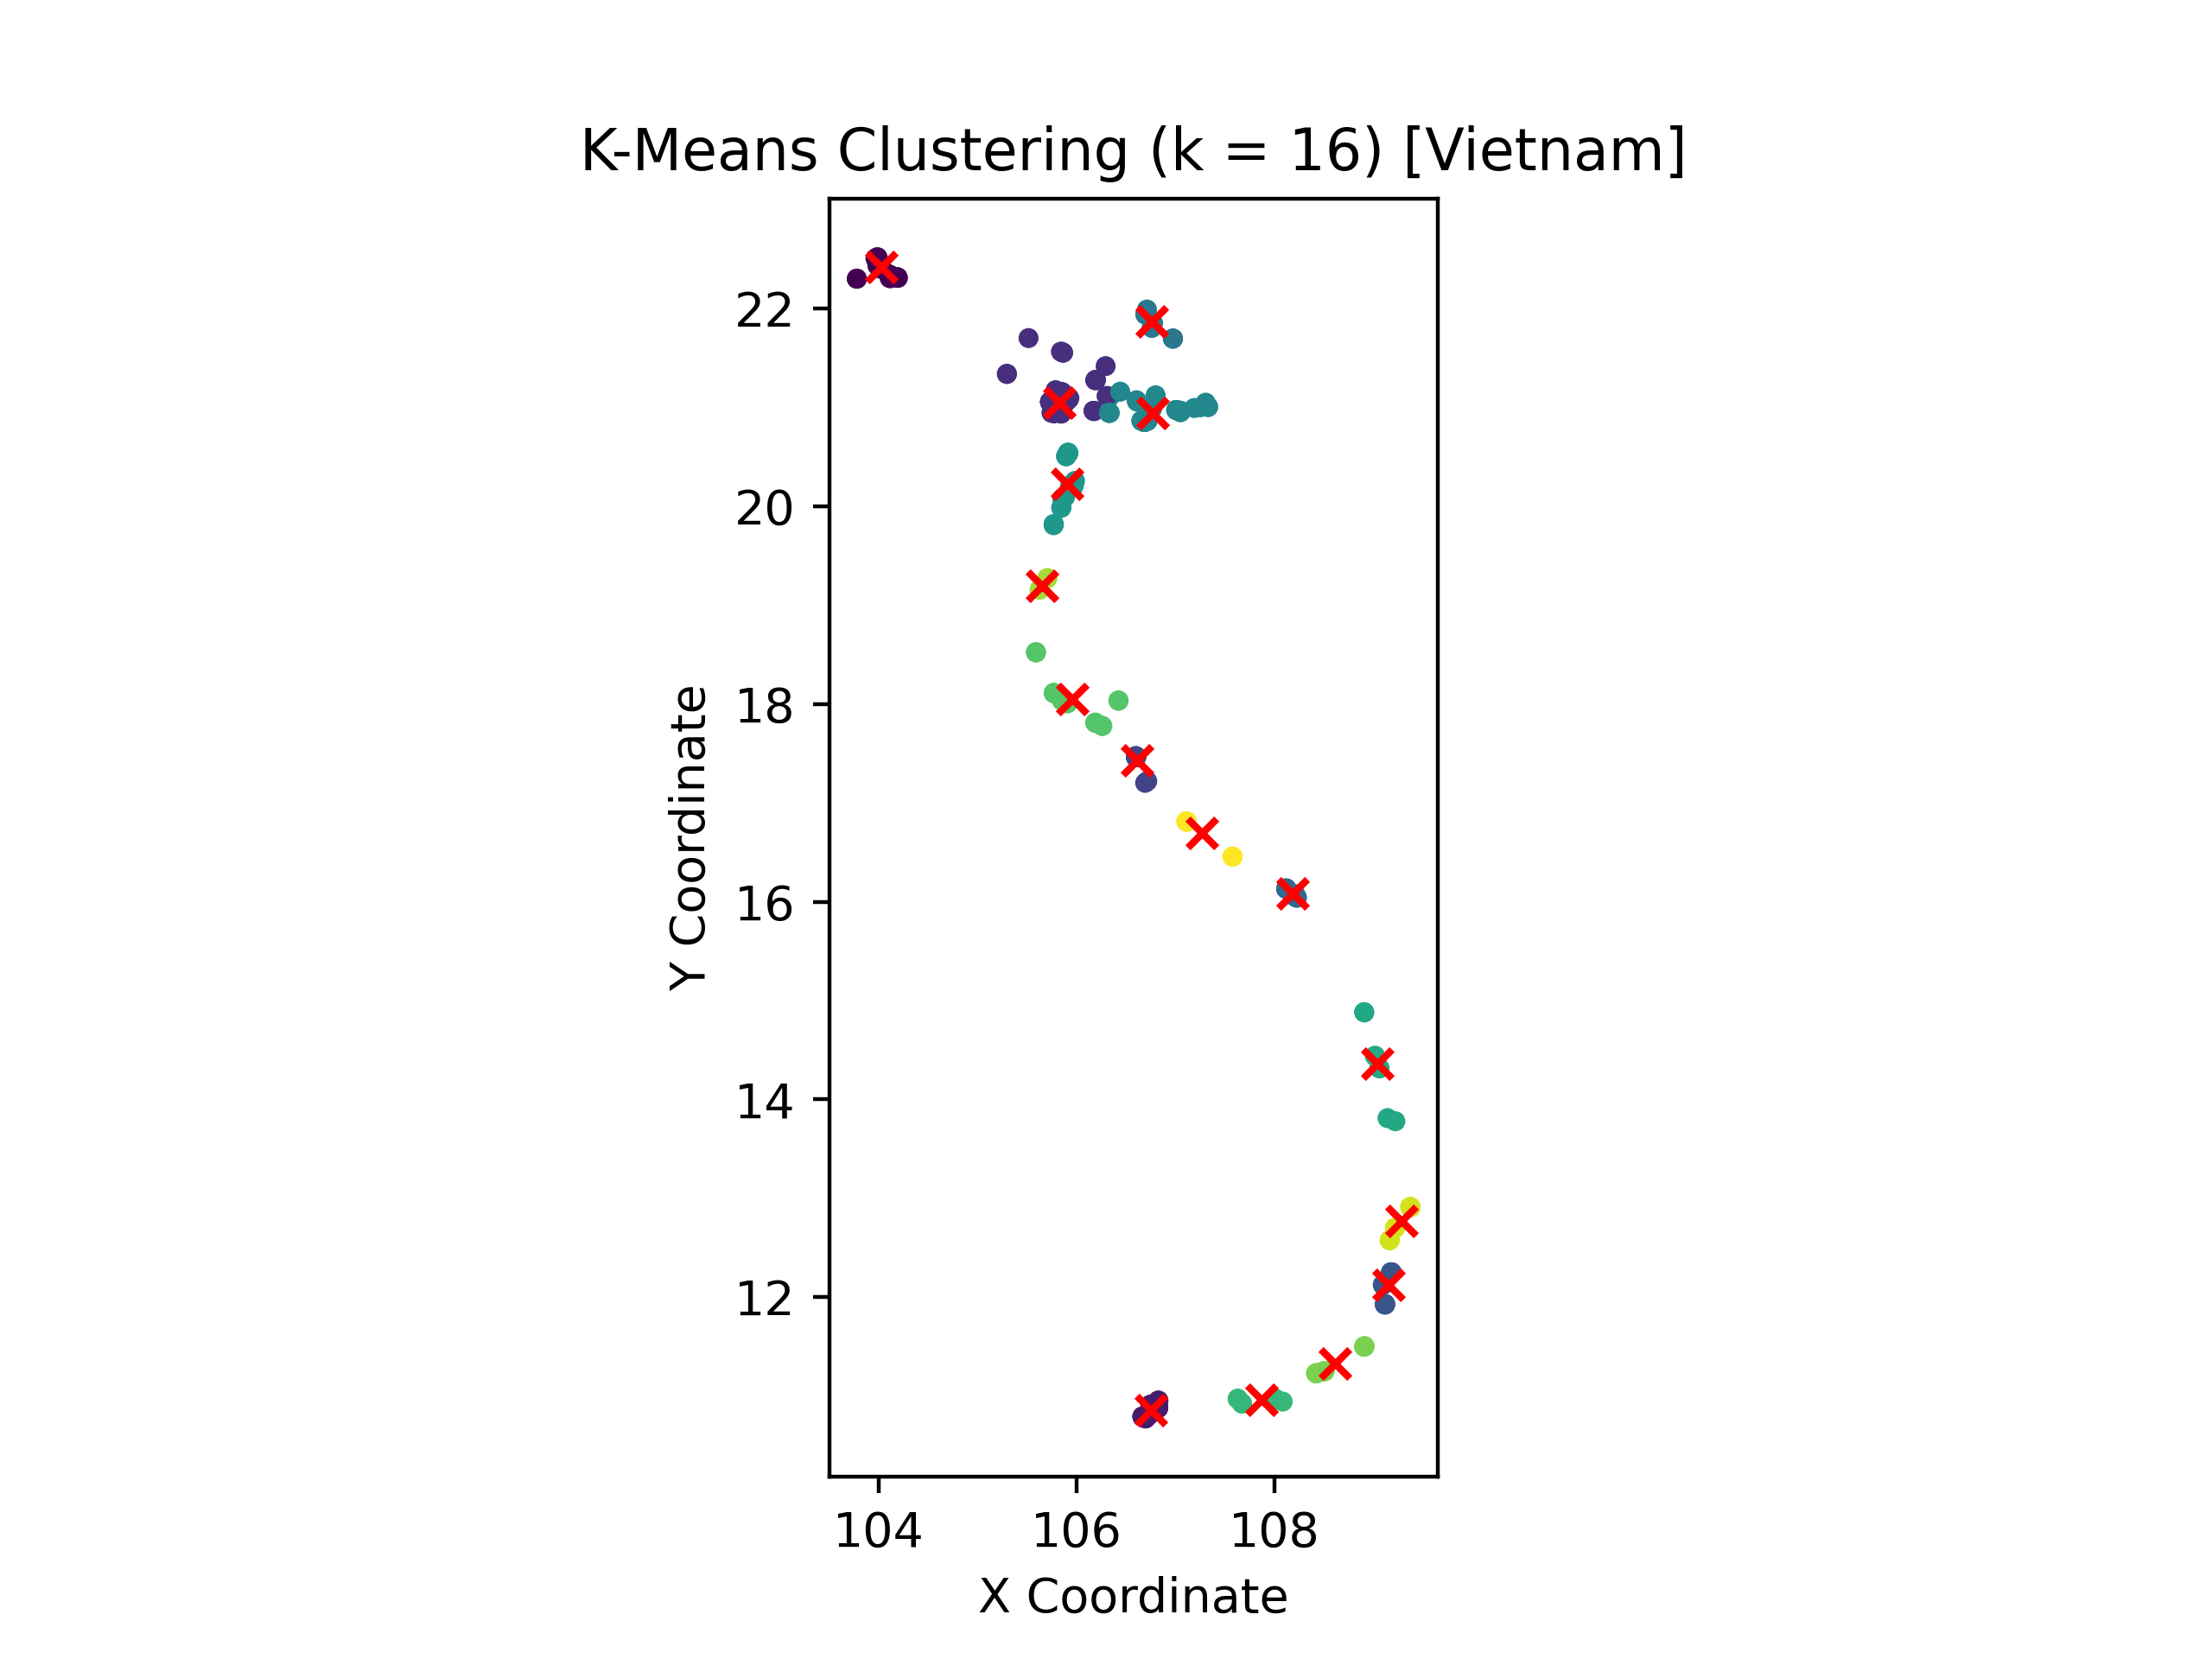 K-Means Clustering (k = 16) [Vietnam]
22
20
18
16
14
12
Y Coordinate
104 106 108
X Coordinate